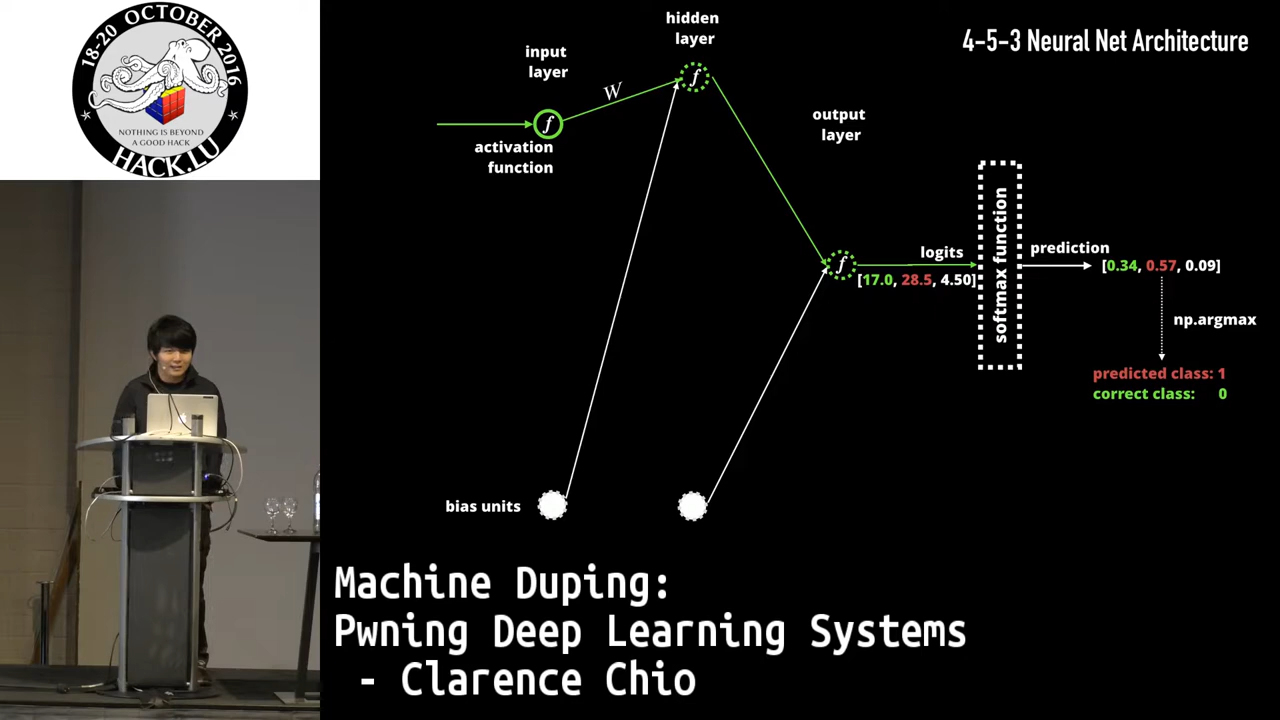 18-20 OCTOBER 2016
NOTHING IS BEYOND
A GOOD HACK
HACK.LU
4-5-3 Neural Net Architecture
hidden
layer
input
layer
W
f
f
activation
function
output
layer
f
logits
[17.0, 28.5, 4.50]
softmax function
prediction
[0.34, 0.57, 0.09]
np.argmax
predicted class: 1
correct class: 0
bias units
Machine Duping:
Pwning Deep Learning Systems
- Clarence Chio